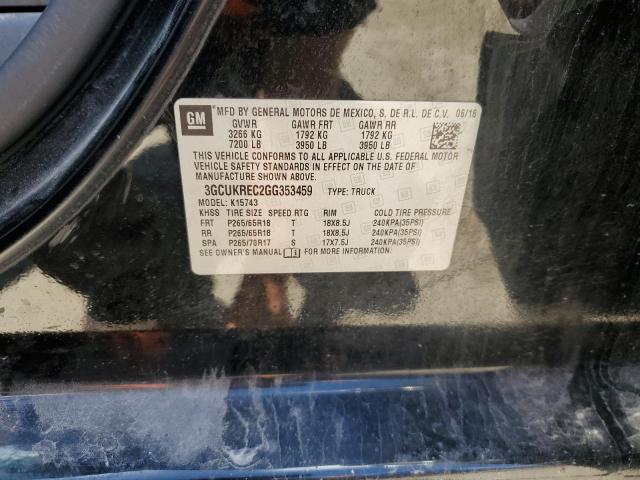 GM
MFD BY GENERAL MOTORS DE MEXICO, S. DE R.L. DE C.V. 06/16
GVWR GAWR FRT GAWR RR
3266 KG 1792 KG 1792 KG
7200 LB 3950 LB 3950 LB
THIS VEHICLE CONFORMS TO ALL APPLICABLE U.S. FEDERAL MOTOR
VEHICLE SAFETY STANDARDS IN EFFECT ON THE DATE OF
MANUFACTURE SHOWN ABOVE.
3GCUKREC2GG353459 TYPE: TRUCK
MODEL: K15743
KHSS TIRE SIZE SPEED RTG RIM COLD TIRE PRESSURE
FRT P265/65R18 T 18X8.5J 240KPA(35PSI)
RR P265/65R18 T 18X8.5J 240KPA(35PSI)
SPA P265/70R17 S 17X7.5J 240KPA(35PSI)
SEE OWNER'S MANUAL FOR MORE INFORMATION.